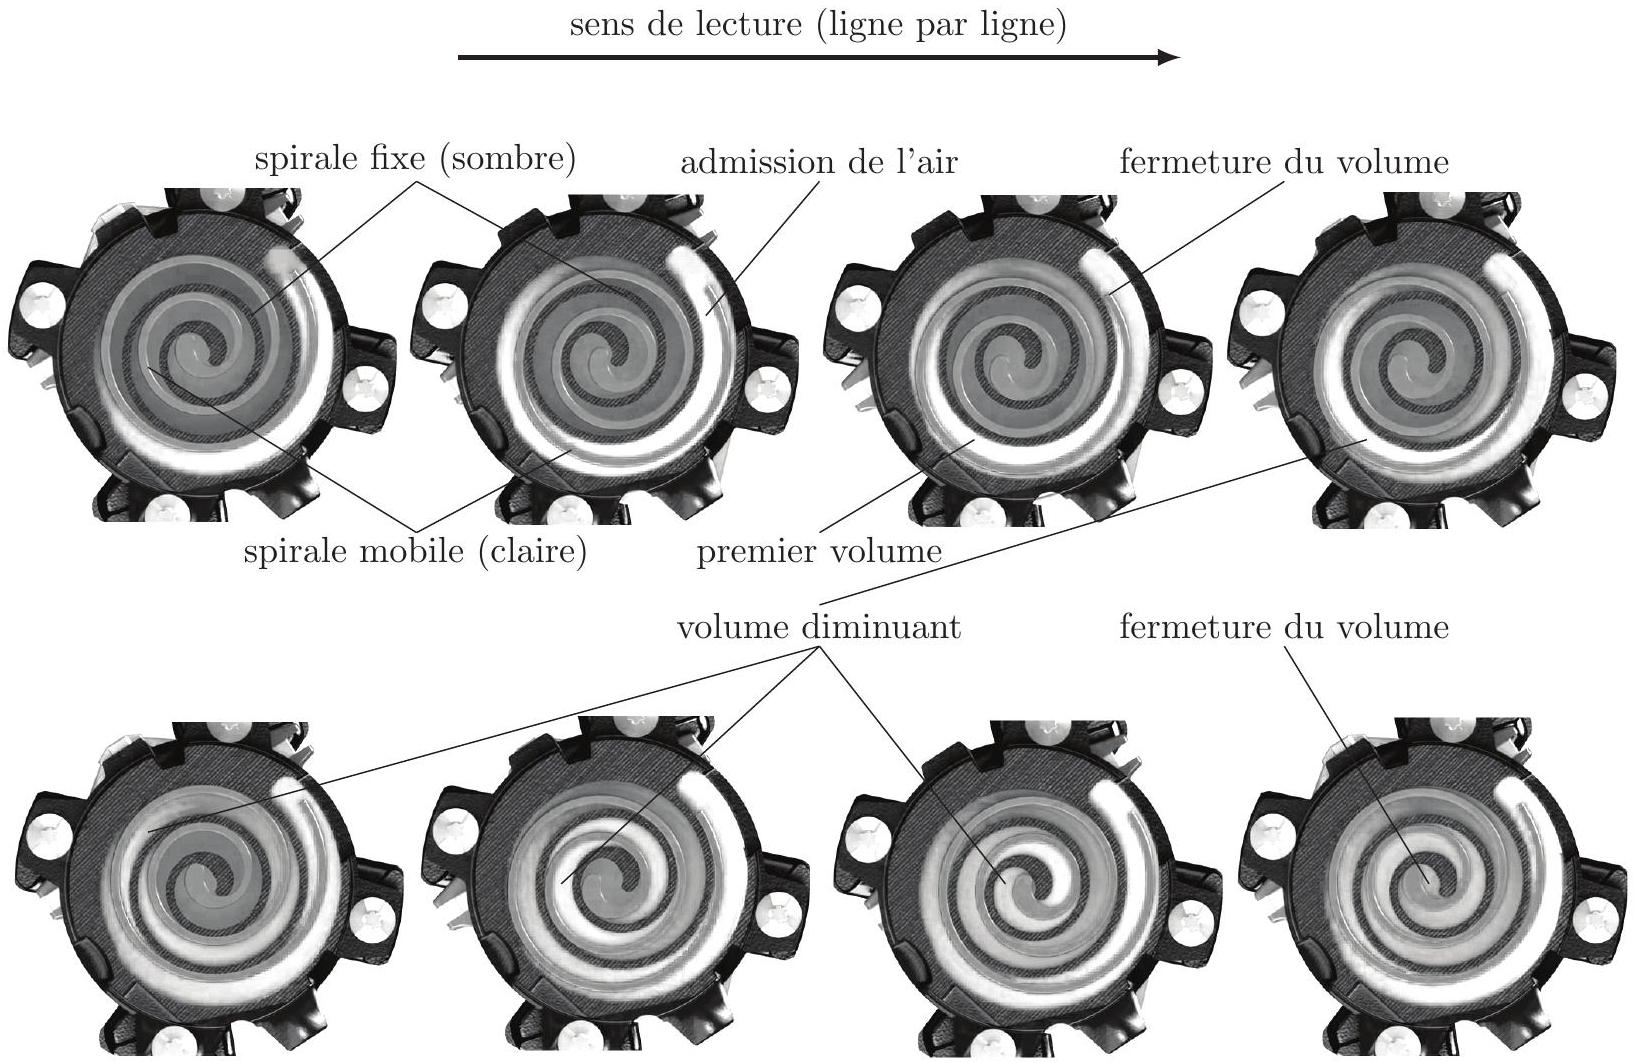 sens de lecture (ligne par ligne)
spirale fixe (sombre)
admission de l'air
fermeture du volume
spirale mobile (claire)
premier volume
volume diminuant
fermeture du volume